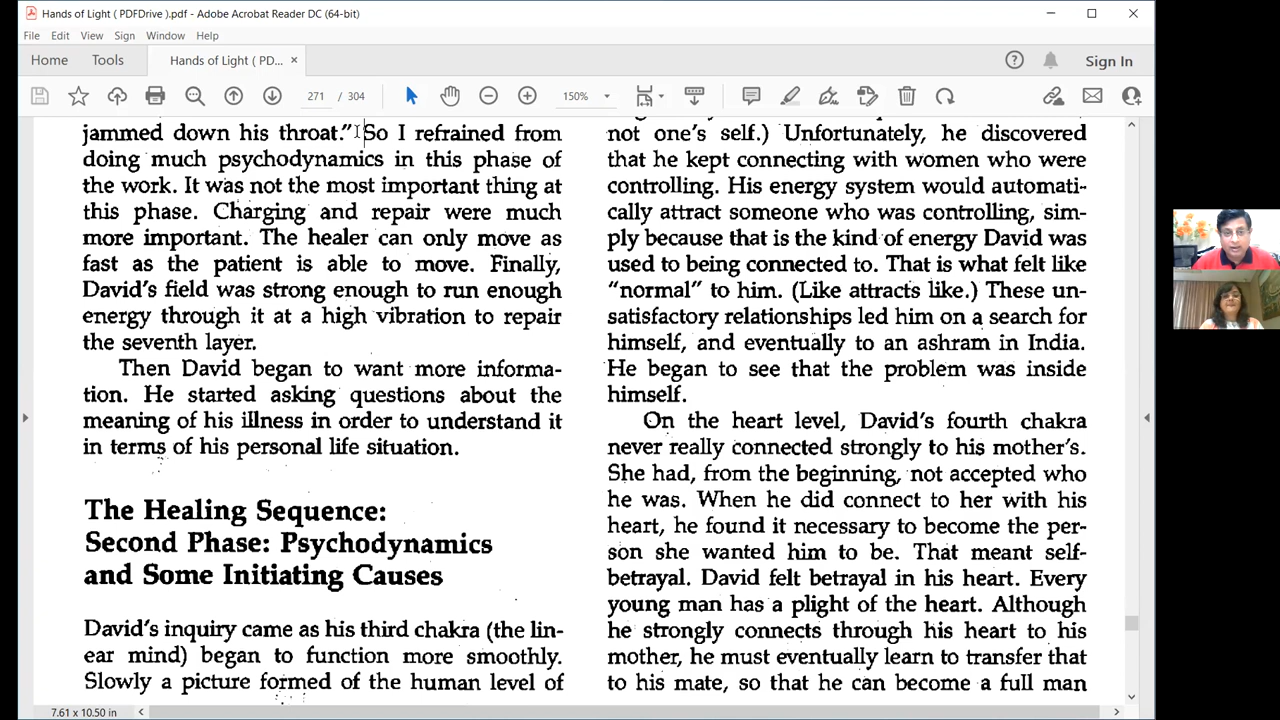 Hands of Light ( PDFDrive ).pdf - Adobe Acrobat Reader DC (64-bit)
File Edit View Sign Window Help
Home Tools Hands of Light ( PD... × Sign In
271 / 304 150%
jammed down his throat.” So I refrained from
doing much psychodynamics in this phase of
the work. It was not the most important thing at
this phase. Charging and repair were much
more important. The healer can only move as
fast as the patient is able to move. Finally,
David’s field was strong enough to run enough
energy through it at a high vibration to repair
the seventh layer.
Then David began to want more informa-
tion. He started asking questions about the
meaning of his illness in order to understand it
in terms of his personal life situation.
The Healing Sequence:
Second Phase: Psychodynamics
and Some Initiating Causes
David’s inquiry came as his third chakra (the lin-
ear mind) began to function more smoothly.
Slowly a picture formed of the human level of
not one’s self.) Unfortunately, he discovered
that he kept connecting with women who were
controlling. His energy system would automati-
cally attract someone who was controlling, sim-
ply because that is the kind of energy David was
used to being connected to. That is what felt like
“normal” to him. (Like attracts like.) These un-
satisfactory relationships led him on a search for
himself, and eventually to an ashram in India.
He began to see that the problem was inside
himself.
On the heart level, David’s fourth chakra
never really connected strongly to his mother’s.
She had, from the beginning, not accepted who
he was. When he did connect to her with his
heart, he found it necessary to become the per-
son she wanted him to be. That meant self-
betrayal. David felt betrayal in his heart. Every
young man has a plight of the heart. Although
he strongly connects through his heart to his
mother, he must eventually learn to transfer that
to his mate, so that he can become a full man
7.61 x 10.50 in